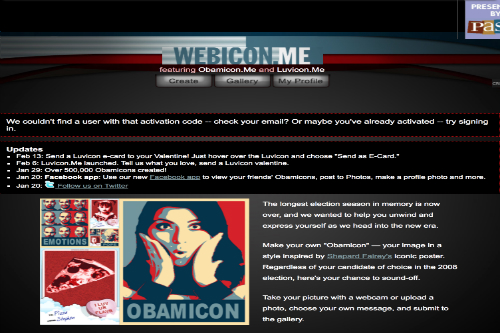 PRESEN
BY
Pas
WEBICON.ME
featuring Obamicon.Me and Luvicon.Me
Create
Gallery
My Profile
We couldn't find a user with that activation code -- check your email? Or maybe you've already activated -- try signing
in.
Updates
Feb 13: Send a Luvicon e-card to your Valentine! Just hover over the Luvicon and choose "Send as E-Card."
Feb 6: Luvicon.Me launched. Tell us what you love, send a Luvicon valentine.
Jan 29: Over 500,000 Obamicons created!
Jan 20: Facebook app: Use our new Facebook app to view your friends' Obamicons, post to Photos, make a profile photo and more.
Jan 20: Follow us on Twitter
The longest election season in memory is now
over, and we wanted to help you unwind and
express yourself as we head into the new era.
Make your own "Obamicon" — your image in a
style inspired by Shepard Fairey's iconic poster.
Regardless of your candidate of choice in the 2008
election, here's your chance to sound-off.
Take your picture with a webcam or upload a
photo, choose your own message, and submit to
the gallery.
EMOTIONS
I LUV
UR
OBAMICON